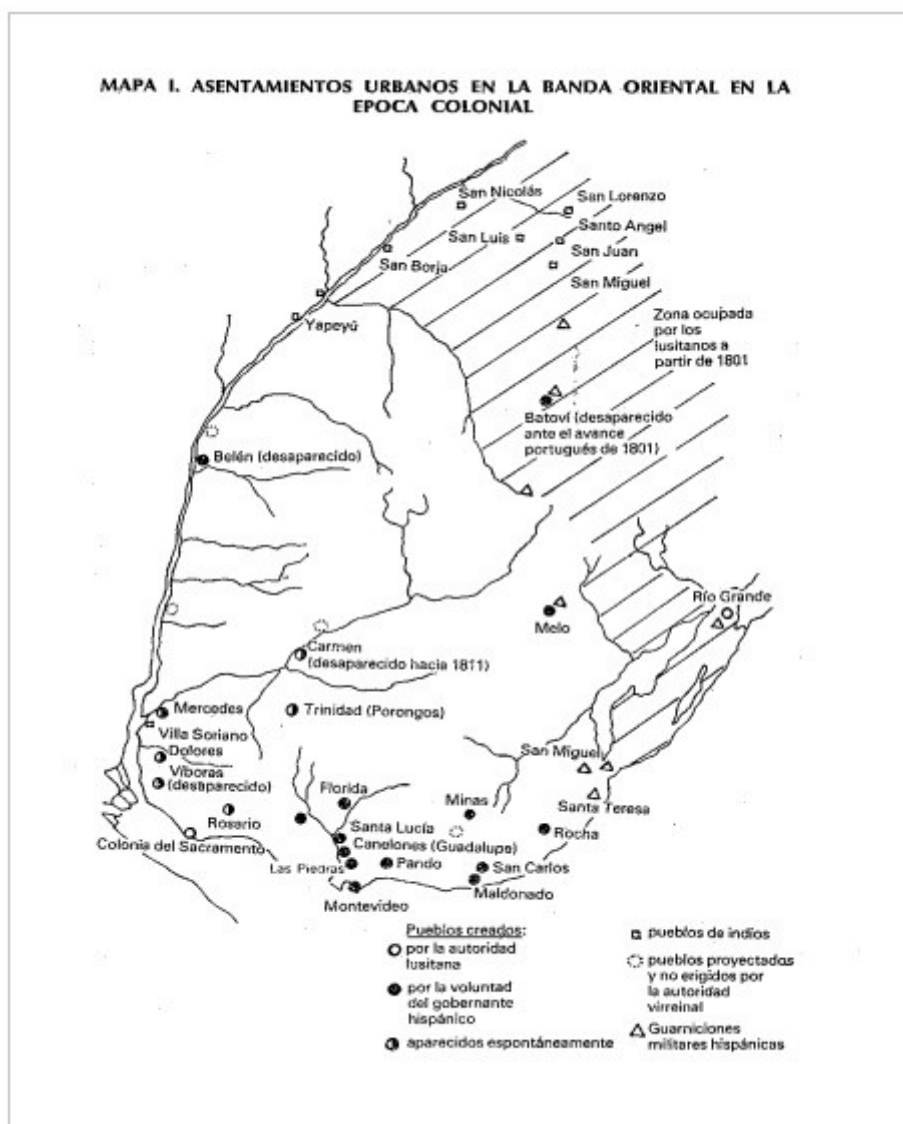 MAPA I. ASENTAMIENTOS URBANOS EN LA BANDA ORIENTAL EN LA
EPOCA COLONIAL
San Nicolás
San Lorenzo
San Luis
Santo Angel
San Borja
San Juan
San Miguel
Yapeyú
Zona ocupada
por los
lusitanos a
partir de 1801
Batoví (desaparecido
ante el avance
portugués de 1801)
Belén (desaparecido)
Río Grande
Melo
Carmen
(desaparecido hacia 1811)
Mercedes
Trinidad (Porongos)
Villa Soriano
Dolores
Víboras
(desaparecido)
San Miguel
Florida
Minas
Santa Teresa
Rosario
Santa Lucía
Rocha
Colonia del Sacramento
Canelones (Guadalupe)
Las Piedras
Pando
San Carlos
Maldonado
Montevideo
Pueblos creados:
por la autoridad
lusitana
por la voluntad
del gobernante
hispánico
aparecidos espontáneamente
pueblos de indios
pueblos proyectados
y no erigidos por
la autoridad
virreinal
Guarniciones
militares hispánicas